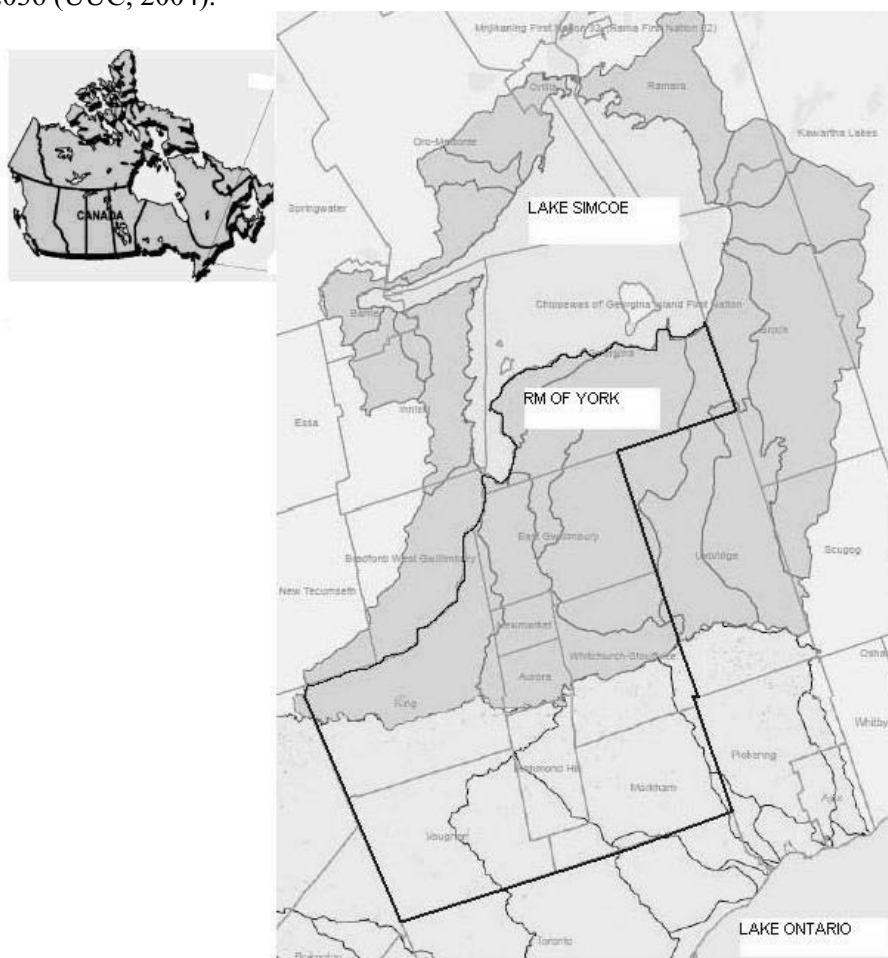 2030 (UUC, 2004).
Mnjikaning First Nation 32 (Rama First Nation 32)
Orillia
Ramara
Oro-Medonte
Kawartha Lakes
Springwater
LAKE SIMCOE
CANADA
Chippewas of Georgina Island First Nation
Barrie
Brock
Georgina
RM OF YORK
Innisfil
Essa
East Gwillimbury
Bradford West Gwillimbury
Uxbridge
Scugog
New Tecumseth
Newmarket
Whitchurch-Stouffville
Aurora
King
Whitby
Richmond Hill
Pickering
Markham
Ajax
Vaughan
LAKE ONTARIO
Toronto